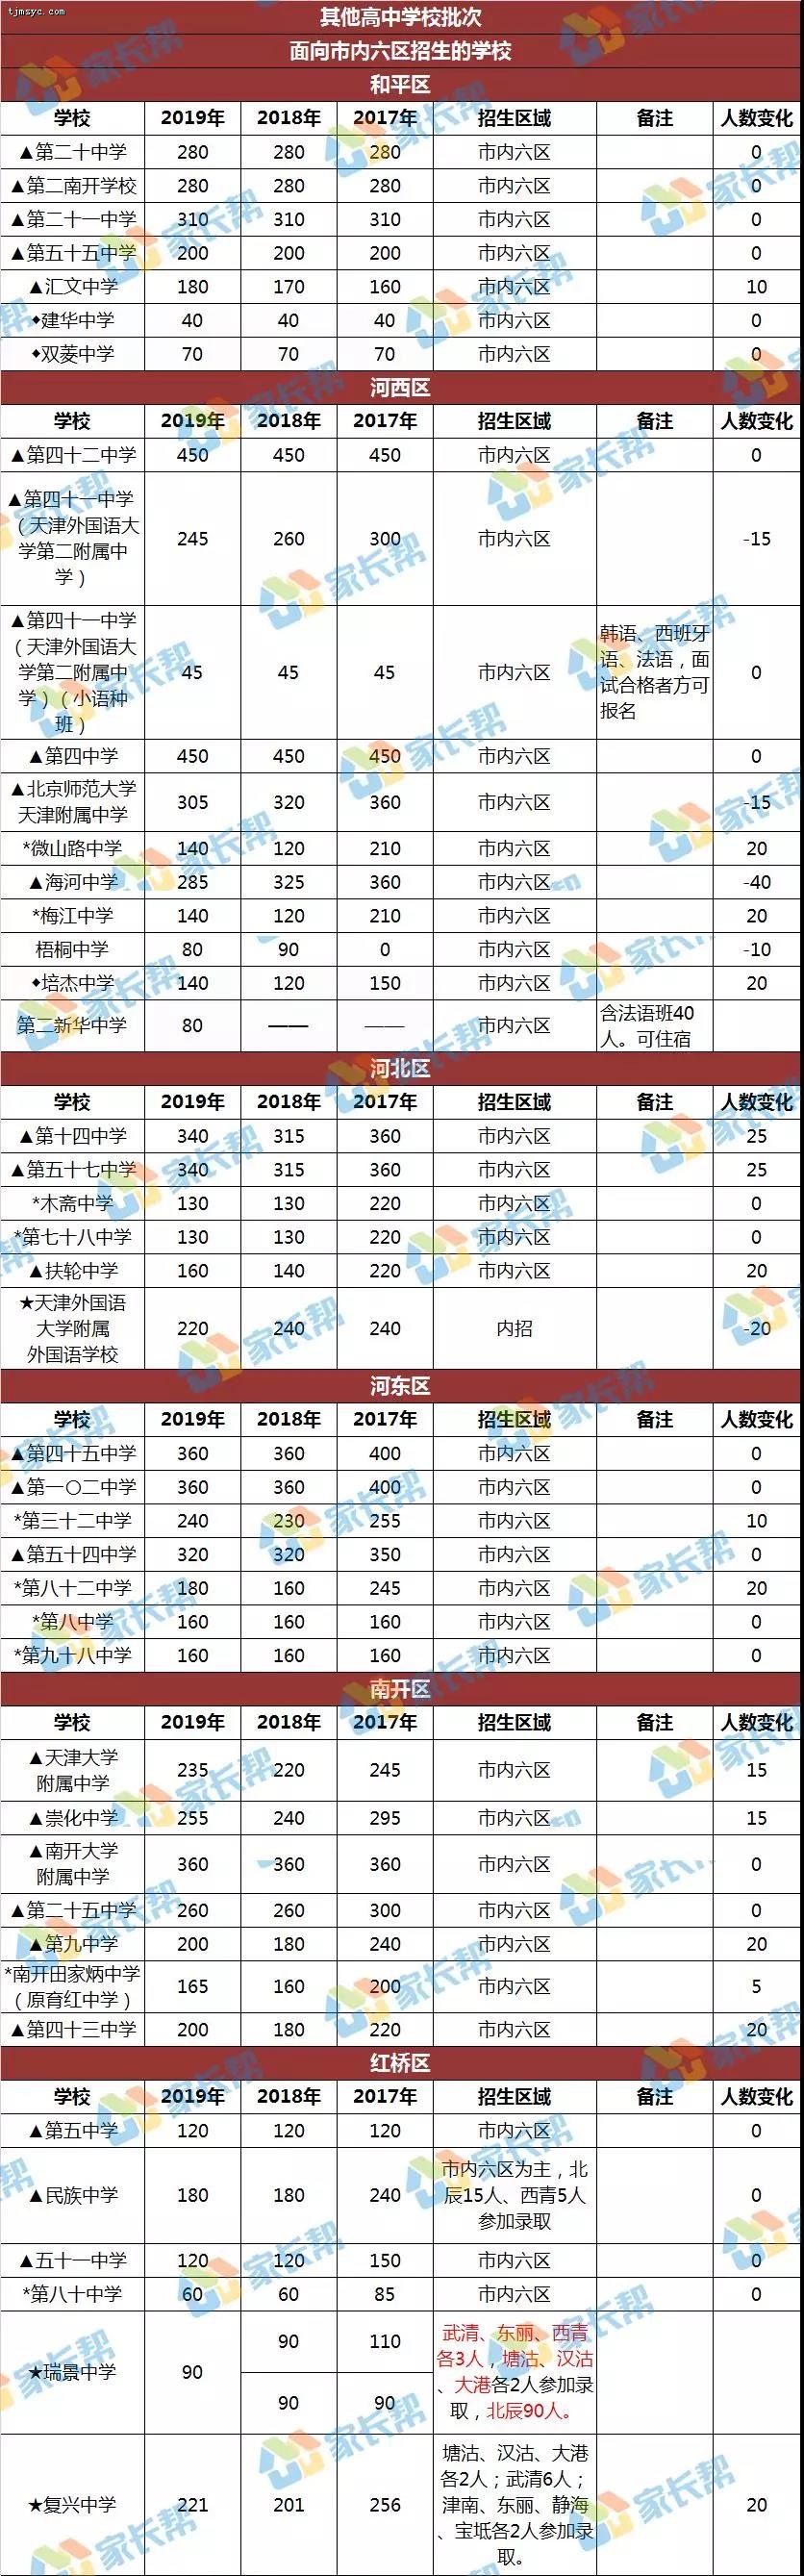 tjmsyc.com
其他高中学校批次
面向市内六区招生的学校
和平区
学校 2019年 2018年 2017年 招生区域 备注 人数变化
▲第二十中学 280 280 280 市内六区 0
▲第二南开学校 280 280 280 市内六区 0
▲第二十一中学 310 310 310 市内六区 0
▲第五十五中学 200 200 200 市内六区 0
▲汇文中学 180 170 160 市内六区 10
◆建华中学 40 40 40 市内六区 0
◆双菱中学 70 70 70 市内六区 0
河西区
学校 2019年 2018年 2017年 招生区域 备注 人数变化
▲第四十二中学 450 450 450 市内六区 0
▲第四十一中学
（天津外国语大
学第二附属中
学） 245 260 300 市内六区 -15
▲第四十一中学
（天津外国语大
学第二附属中
学）（小语种
班） 45 45 45 市内六区 韩语、西班牙
语、法语，面
试合格者方可
报名 0
▲第四中学 450 450 450 市内六区 0
▲北京师范大学
天津附属中学 305 320 360 市内六区 -15
*微山路中学 140 120 210 市内六区 20
▲海河中学 285 325 360 市内六区 -40
*梅江中学 140 120 210 市内六区 20
梧桐中学 80 90 0 市内六区 -10
◆培杰中学 140 120 150 市内六区 20
第二新华中学 80 —— —— 市内六区 含法语班40
人。可住宿
河北区
学校 2019年 2018年 2017年 招生区域 备注 人数变化
▲第十四中学 340 315 360 市内六区 25
▲第五十七中学 340 315 360 市内六区 25
*木斋中学 130 130 220 市内六区 0
*第七十八中学 130 130 220 市内六区 0
▲扶轮中学 160 140 220 市内六区 20
★天津外国语
大学附属
外国语学校 220 240 240 内招 -20
河东区
学校 2019年 2018年 2017年 招生区域 备注 人数变化
▲第四十五中学 360 360 400 市内六区 0
▲第一〇二中学 360 360 400 市内六区 0
*第三十二中学 240 230 255 市内六区 10
▲第五十四中学 320 320 350 市内六区 0
*第八十二中学 180 160 245 市内六区 20
*第八中学 160 160 160 市内六区 0
*第九十八中学 160 160 160 市内六区 0
南开区
学校 2019年 2018年 2017年 招生区域 备注 人数变化
▲天津大学
附属中学 235 220 245 市内六区 15
▲崇化中学 255 240 295 市内六区 15
▲南开大学
附属中学 360 360 360 市内六区 0
▲第二十五中学 260 260 300 市内六区 0
▲第九中学 200 180 240 市内六区 20
*南开田家炳中学
（原育红中学） 165 160 200 市内六区 5
▲第四十三中学 200 180 220 市内六区 20
红桥区
学校 2019年 2018年 2017年 招生区域 备注 人数变化
▲第五中学 120 120 120 市内六区 0
▲民族中学 180 180 240 市内六区为主，北
辰15人、西青5人
参加录取 0
▲五十一中学 120 120 150 市内六区 0
*第八十中学 60 60 85 市内六区 0
★瑞景中学 90 90 110
90 90 武清、东丽、西青
各3人，塘沽、汉沽
、大港各2人参加录
取，北辰90人。
★复兴中学 221 201 256 塘沽、汉沽、大港
各2人；武清6人；
津南、东丽、静海
、宝坻各2人参加录
取。 20